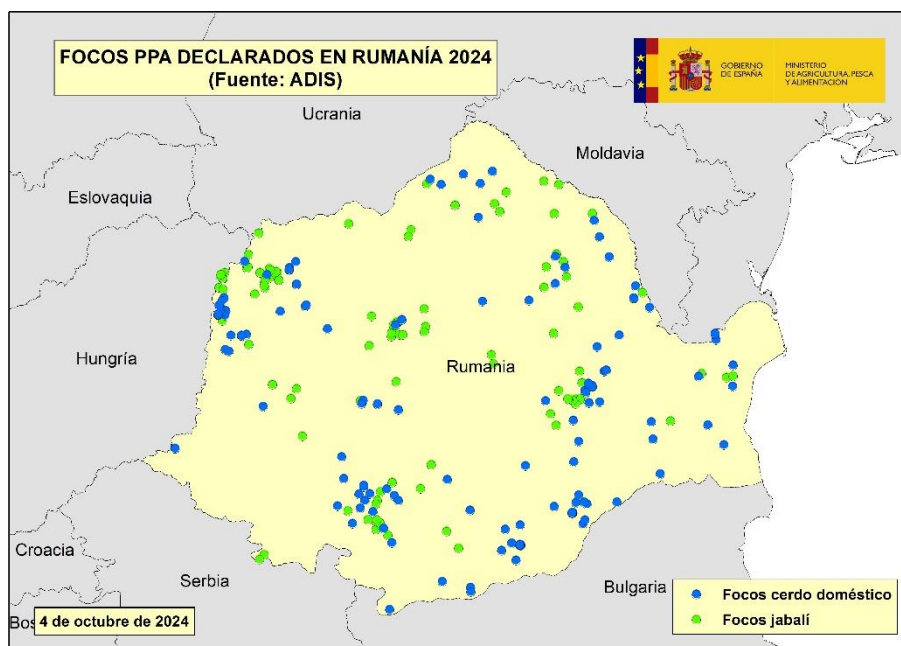 FOCOS PPA DECLARADOS EN RUMANÍA 2024
(Fuente: ADIS)
GOBIERNO
DE ESPAÑA
MINISTERIO
DE AGRICULTURA, PESCA
Y ALIMENTACIÓN
Ucrania
Moldavia
Eslovaquia
Hungría
Rumania
Croacia
Serbia
Bulgaria
Bos
4 de octubre de 2024
Focos cerdo doméstico
Focos jabalí